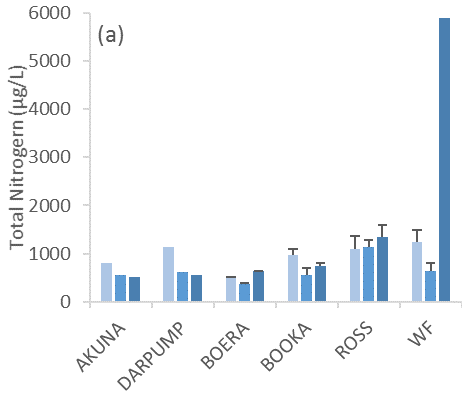 (a)
Total Nitrogern (µg/L)
6000
5000
4000
3000
2000
1000
0
AKUNA
DARPUMP
BOERA
BOOKA
ROSS
WF